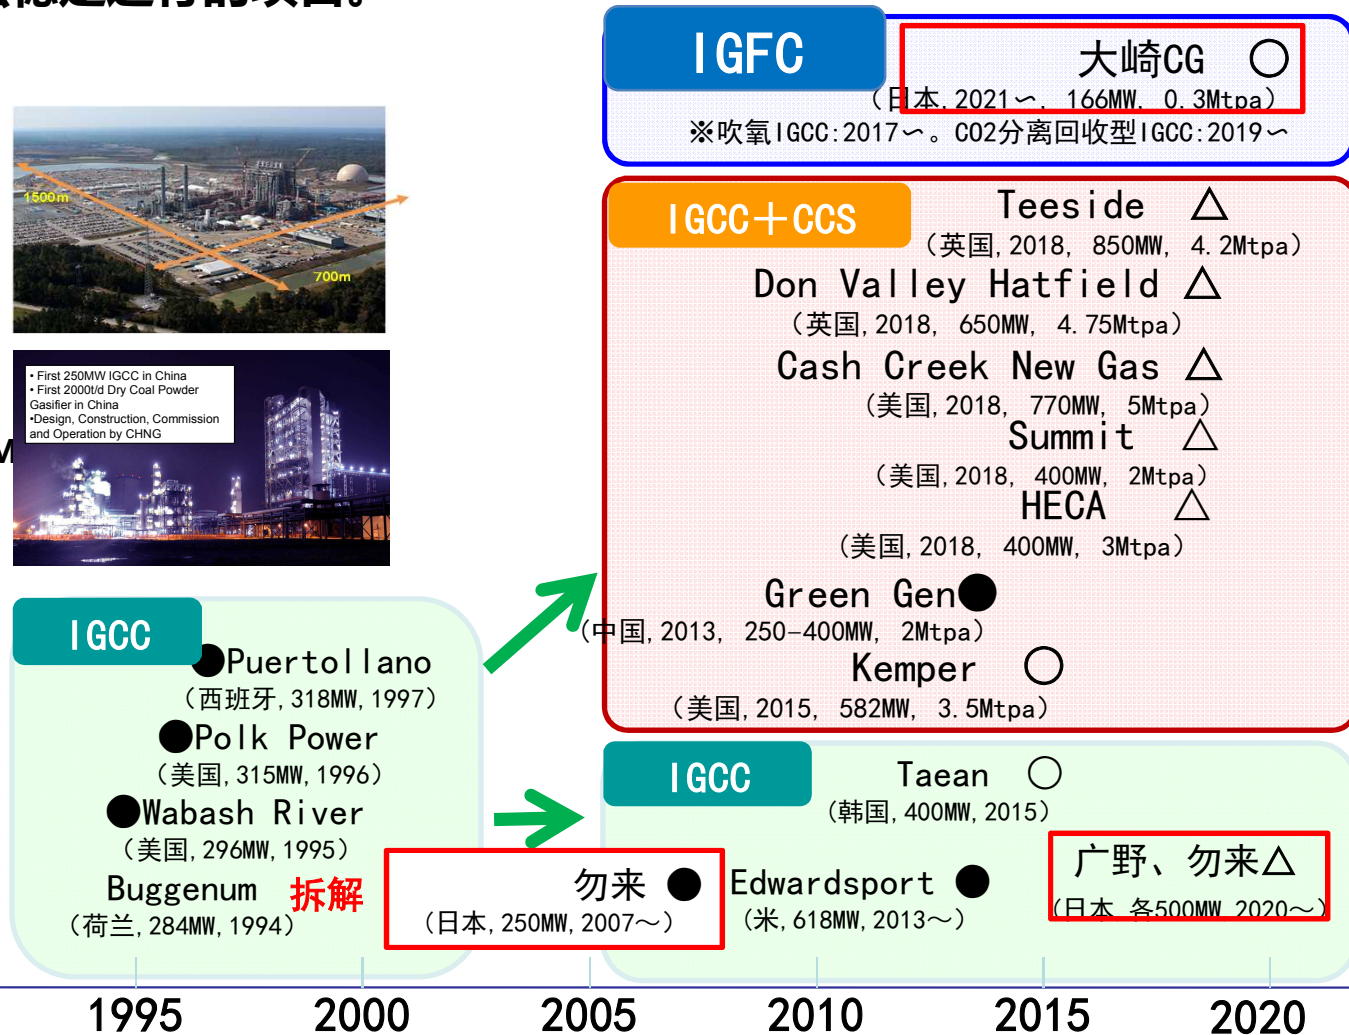 IGFC
大崎CG ○
（日本, 2021～, 166MW, 0.3Mtpa）
※吹氧IGCC:2017～。CO2分离回收型IGCC:2019～
1500m
700m
IGCC＋CCS
Teeside △
（英国, 2018, 850MW, 4.2Mtpa）
Don Valley Hatfield △
（英国, 2018, 650MW, 4.75Mtpa）
Cash Creek New Gas △
（美国, 2018, 770MW, 5Mtpa）
Summit △
（美国, 2018, 400MW, 2Mtpa）
HECA △
（美国, 2018, 400MW, 3Mtpa）
Green Gen●
（中国, 2013, 250-400MW, 2Mtpa）
Kemper ○
（美国, 2015, 582MW, 3.5Mtpa）
• First 250MW IGCC in China
• First 2000t/d Dry Coal Powder
Gasifier in China
•Design, Construction, Commission
and Operation by CHNG
IGCC
●Puertollano
（西班牙, 318MW, 1997）
●Polk Power
（美国, 315MW, 1996）
●Wabash River
（美国, 296MW, 1995）
Buggenum 拆解
（荷兰, 284MW, 1994）
IGCC
Taean ○
（韩国, 400MW, 2015）
勿来 ●
（日本, 250MW, 2007～）
Edwardsport ●
（米, 618MW, 2013～）
广野、勿来△
（日本 各500MW 2020～）
1995 2000 2005 2010 2015 2020